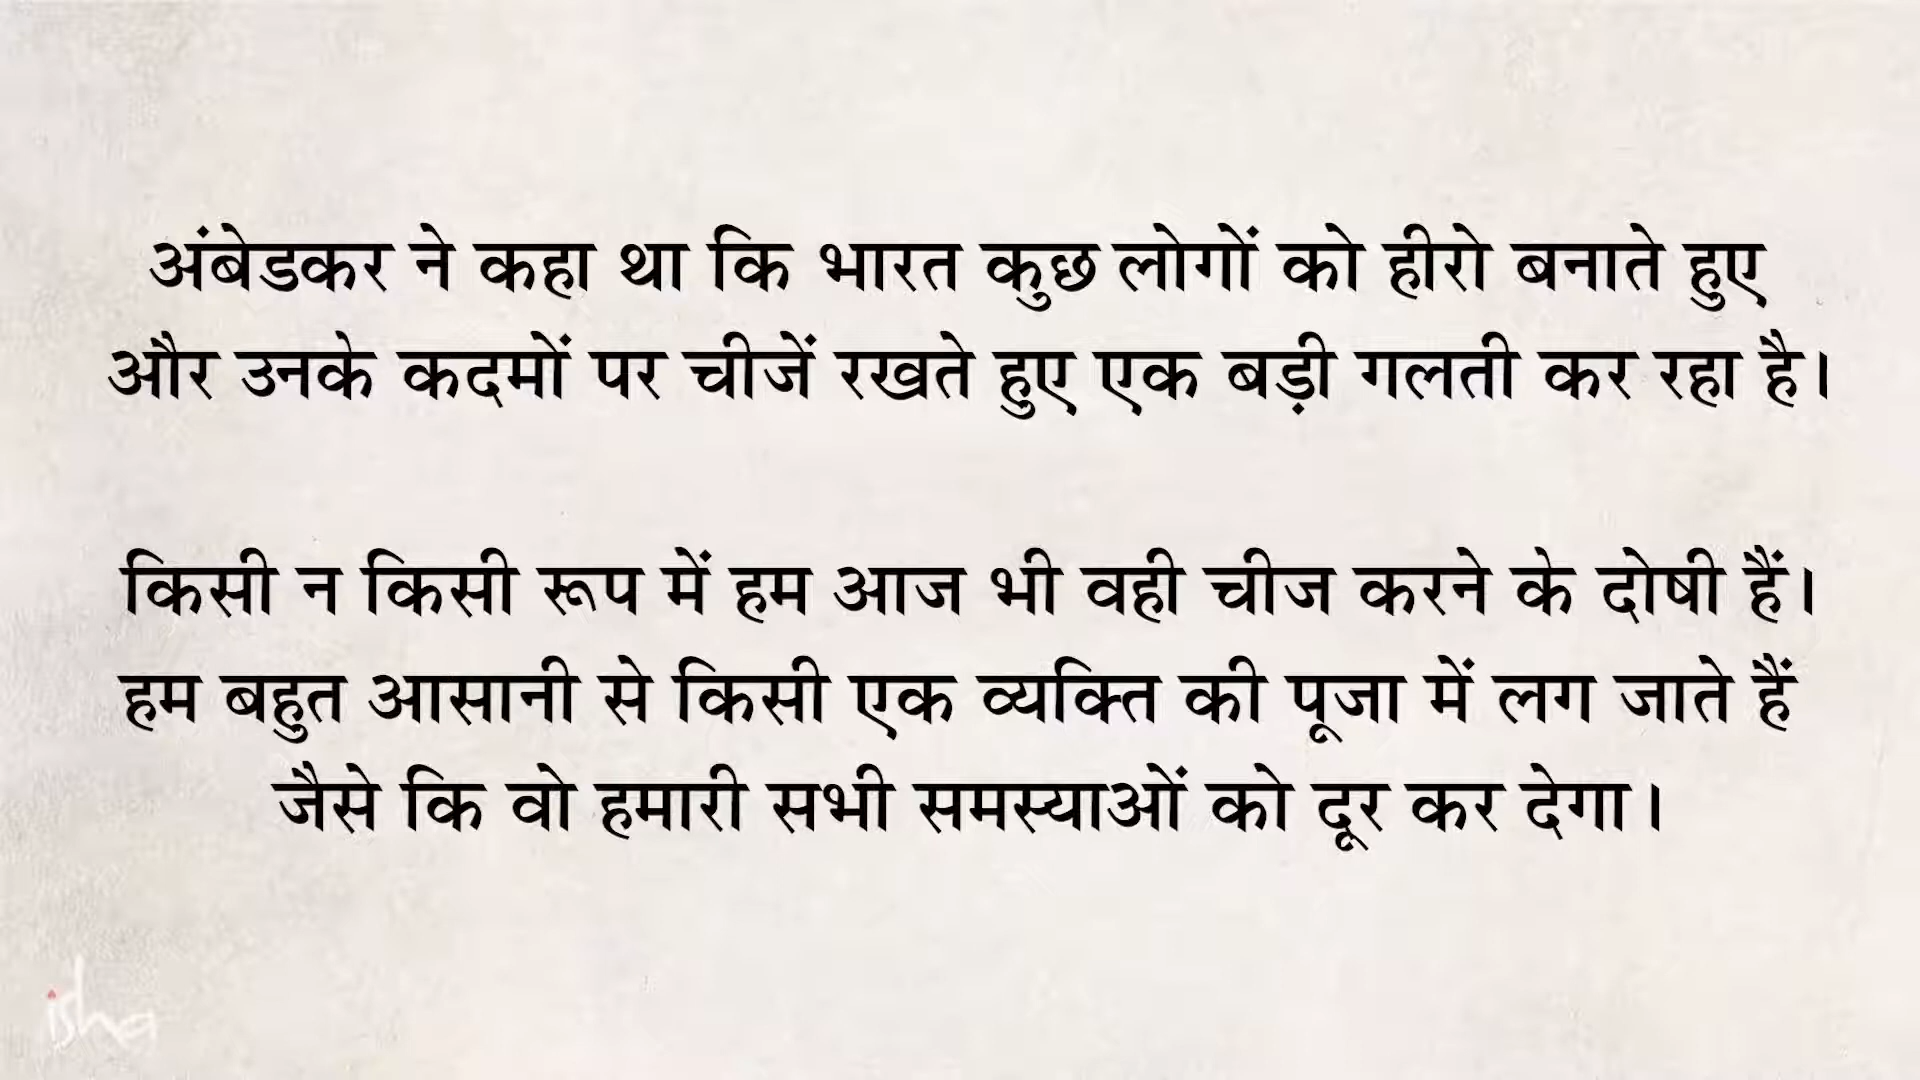 अंबेडकर ने कहा था कि भारत कुछ लोगों को हीरो बनाते हुए
और उनके कदमों पर चीजें रखते हुए एक बड़ी गलती कर रहा है।
किसी न किसी रूप में हम आज भी वही चीज करने के दोषी हैं।
हम बहुत आसानी से किसी एक व्यक्ति की पूजा में लग जाते हैं
जैसे कि वो हमारी सभी समस्याओं को दूर कर देगा।
isha